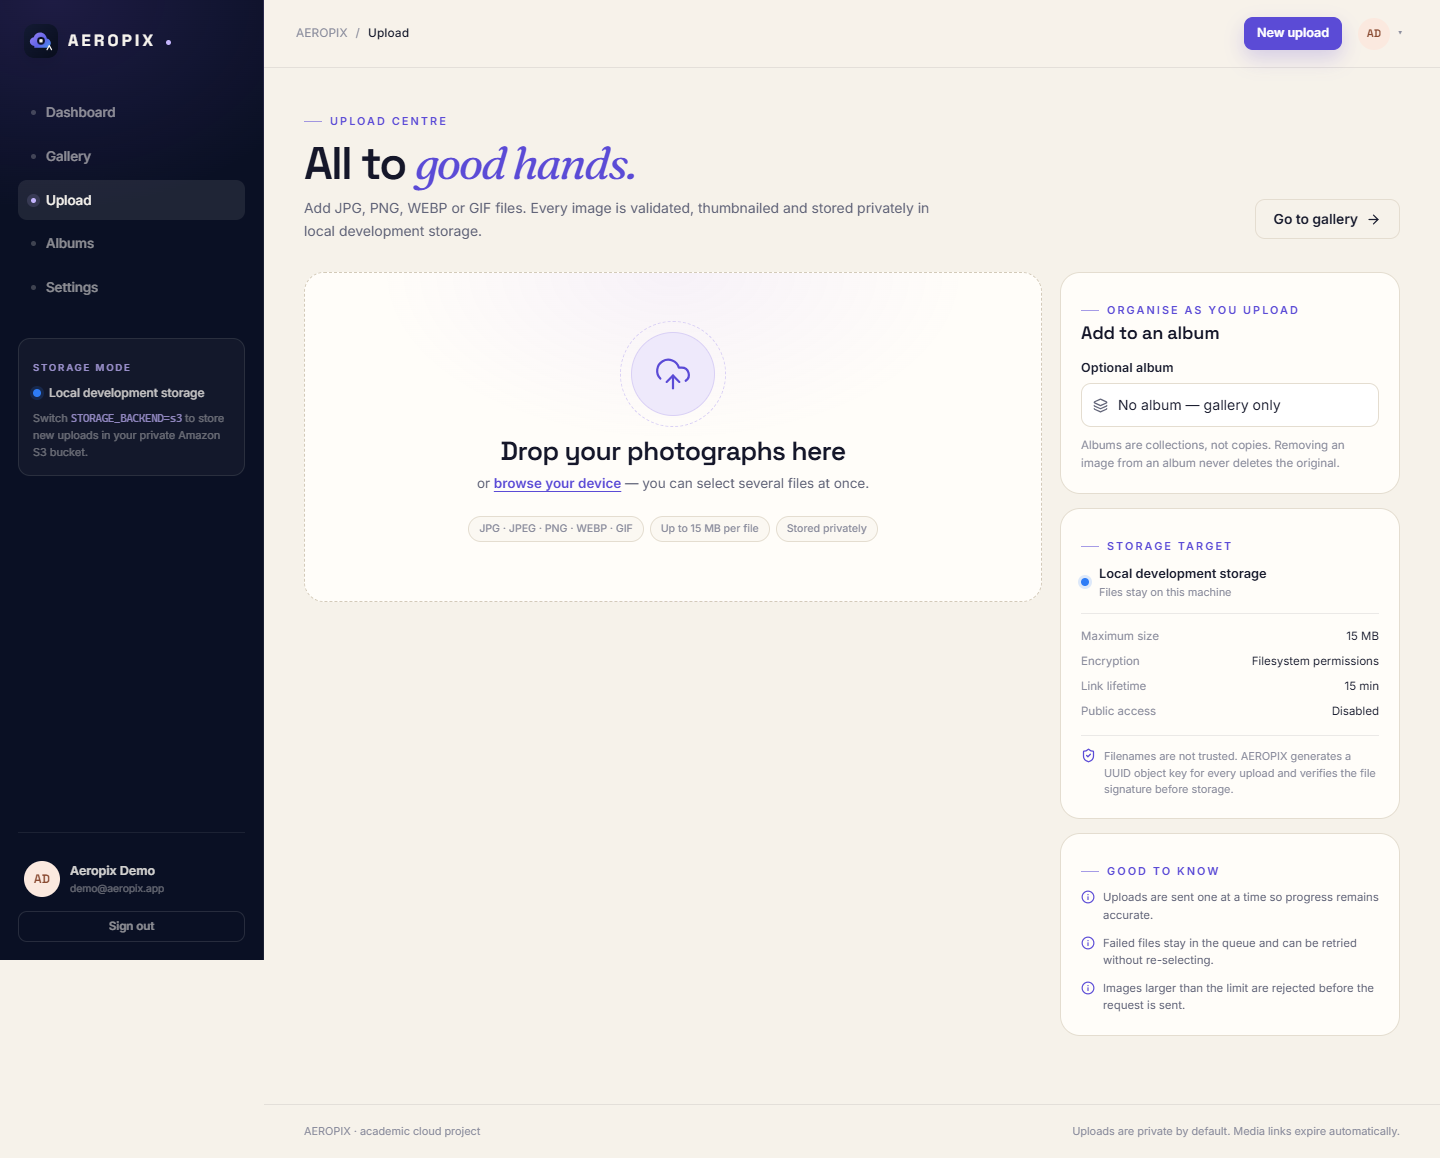 AEROPIX
Dashboard
Gallery
Upload
Albums
Settings
STORAGE MODE
Local development storage
Switch STORAGE_BACKEND=s3 to store
new uploads in your private Amazon
S3 bucket.
Aeropix Demo
AD
demo@aeropix.app
Sign out
AEROPIX / Upload
New upload
AD
UPLOAD CENTRE
All to good hands.
Add JPG, PNG, WEBP or GIF files. Every image is validated, thumbnailed and stored privately in
local development storage.
Go to gallery
Drop your photographs here
or browse your device — you can select several files at once.
JPG · JPEG · PNG · WEBP · GIF
Up to 15 MB per file
Stored privately
ORGANISE AS YOU UPLOAD
Add to an album
Optional album
No album — gallery only
Albums are collections, not copies. Removing an
image from an album never deletes the original.
STORAGE TARGET
Local development storage
Files stay on this machine
Maximum size 15 MB
Encryption Filesystem permissions
Link lifetime 15 min
Public access Disabled
Filenames are not trusted. AEROPIX generates a
UUID object key for every upload and verifies the file
signature before storage.
GOOD TO KNOW
Uploads are sent one at a time so progress remains
accurate.
Failed files stay in the queue and can be retried
without re-selecting.
Images larger than the limit are rejected before the
request is sent.
AEROPIX · academic cloud project
Uploads are private by default. Media links expire automatically.